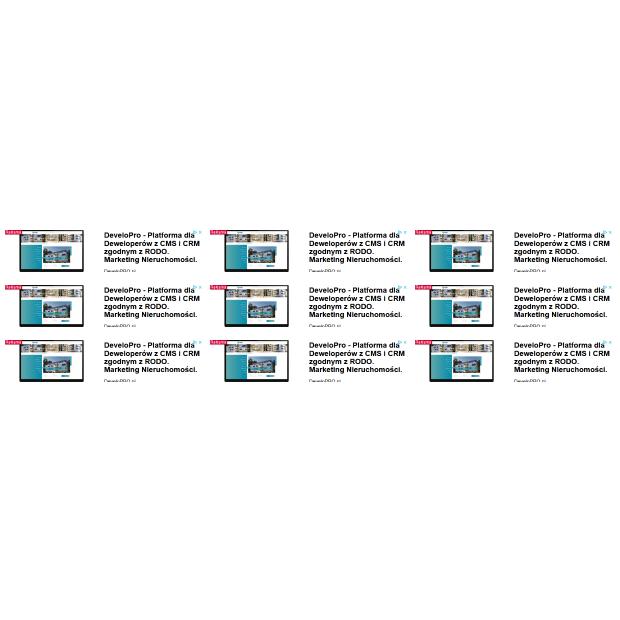 DeveloPro - Platforma dla
Deweloperów z CMS i CRM
zgodnym z RODO.
Marketing Nieruchomości.
DeveloPRO.pl
DeveloPro - Platforma dla
Deweloperów z CMS i CRM
zgodnym z RODO.
Marketing Nieruchomości.
DeveloPRO.pl
DeveloPro - Platforma dla
Deweloperów z CMS i CRM
zgodnym z RODO.
Marketing Nieruchomości.
DeveloPRO.pl
DeveloPro - Platforma dla
Deweloperów z CMS i CRM
zgodnym z RODO.
Marketing Nieruchomości.
DeveloPRO.pl
DeveloPro - Platforma dla
Deweloperów z CMS i CRM
zgodnym z RODO.
Marketing Nieruchomości.
DeveloPRO.pl
DeveloPro - Platforma dla
Deweloperów z CMS i CRM
zgodnym z RODO.
Marketing Nieruchomości.
DeveloPRO.pl
DeveloPro - Platforma dla
Deweloperów z CMS i CRM
zgodnym z RODO.
Marketing Nieruchomości.
DeveloPRO.pl
DeveloPro - Platforma dla
Deweloperów z CMS i CRM
zgodnym z RODO.
Marketing Nieruchomości.
DeveloPRO.pl
DeveloPro - Platforma dla
Deweloperów z CMS i CRM
zgodnym z RODO.
Marketing Nieruchomości.
DeveloPRO.pl